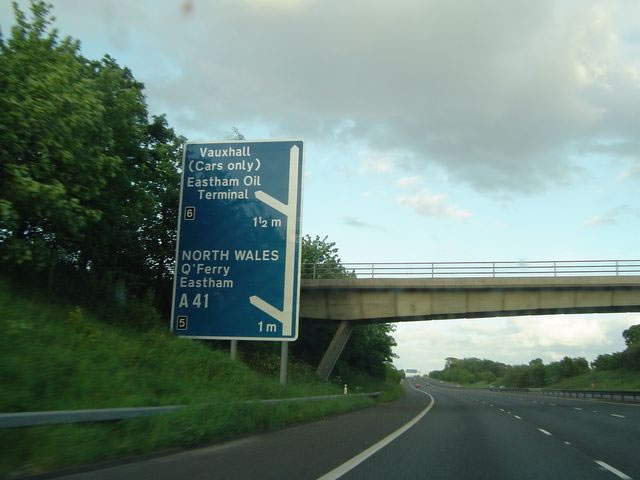 Vauxhall
(Cars only)
Eastham Oil
Terminal
6
1½ m
NORTH WALES
Q'Ferry
Eastham
A 41
5
1 m